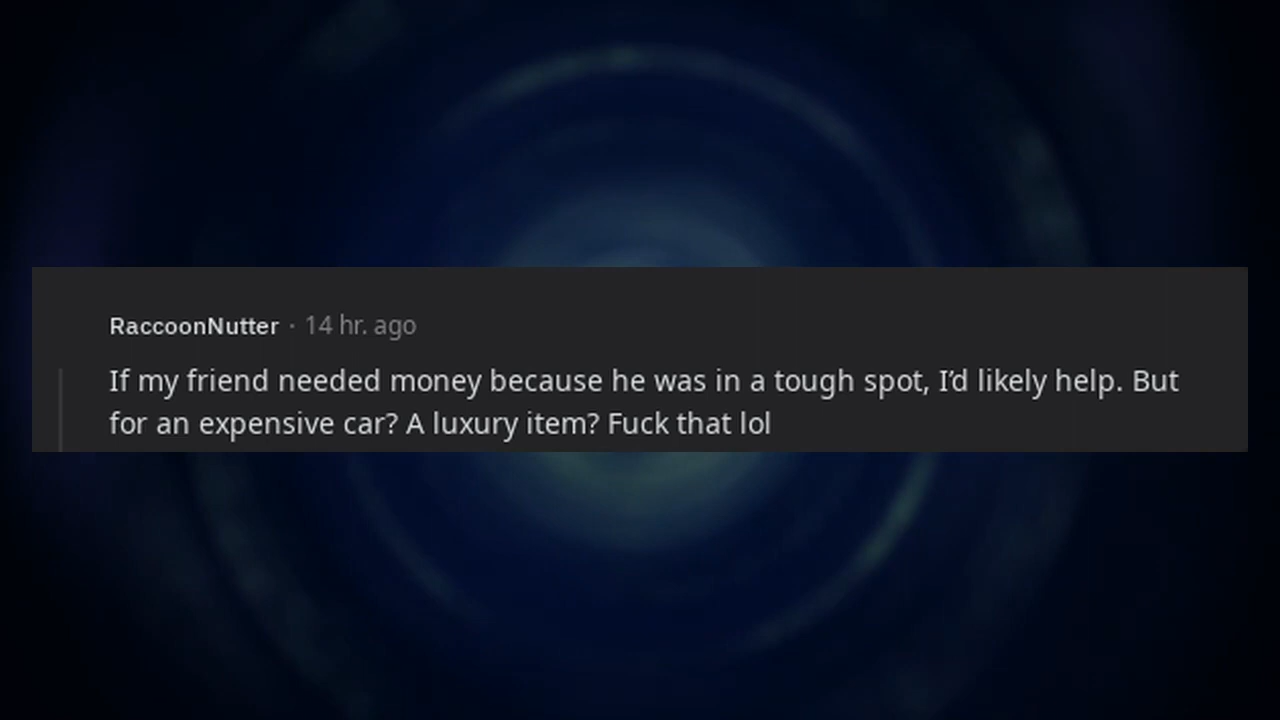 RaccoonNutter · 14 hr. ago
If my friend needed money because he was in a tough spot, I'd likely help. But
for an expensive car? A luxury item? Fuck that lol